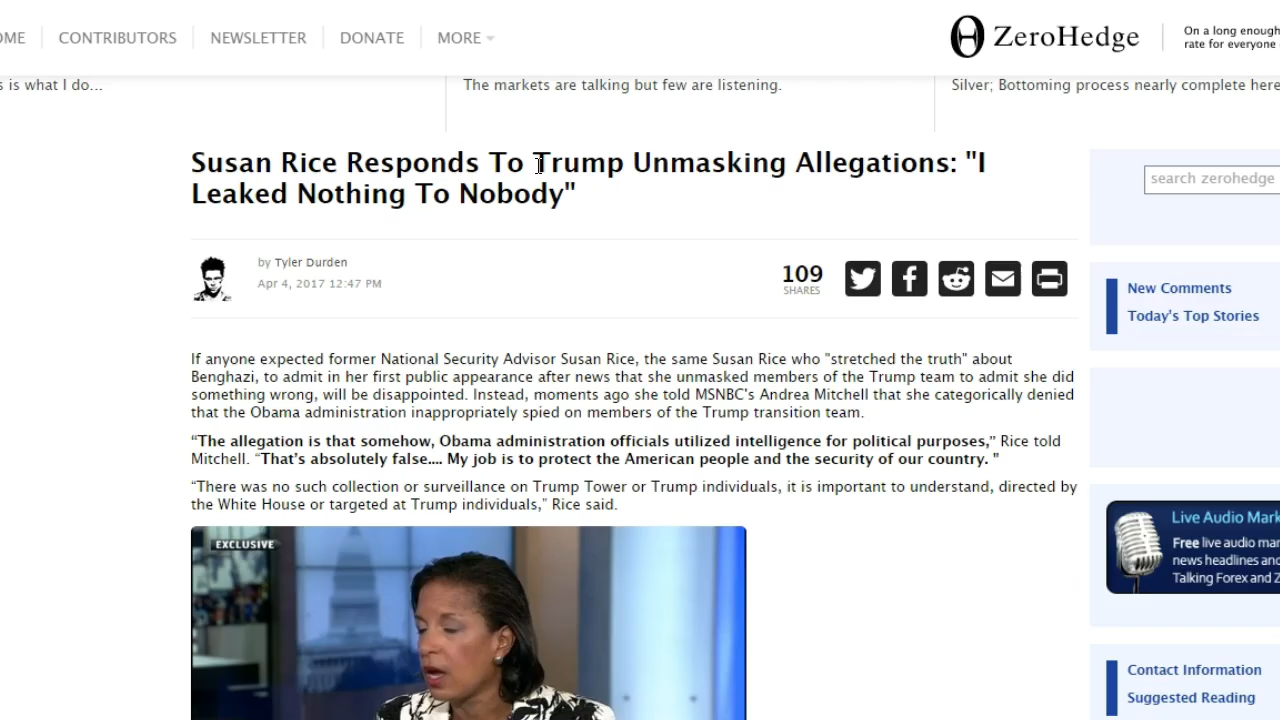 OME
CONTRIBUTORS
NEWSLETTER
DONATE
MORE
ZeroHedge
On a long enough
rate for everyone
s is what I do...
The markets are talking but few are listening.
Silver; Bottoming process nearly complete here
Susan Rice Responds To Trump Unmasking Allegations: "I
Leaked Nothing To Nobody"
search zerohedge
by Tyler Durden
Apr 4, 2017 12:47 PM
109
SHARES
New Comments
Today's Top Stories
If anyone expected former National Security Advisor Susan Rice, the same Susan Rice who "stretched the truth" about
Benghazi, to admit in her first public appearance after news that she unmasked members of the Trump team to admit she did
something wrong, will be disappointed. Instead, moments ago she told MSNBC's Andrea Mitchell that she categorically denied
that the Obama administration inappropriately spied on members of the Trump transition team.
“The allegation is that somehow, Obama administration officials utilized intelligence for political purposes,” Rice told
Mitchell. “That’s absolutely false.... My job is to protect the American people and the security of our country. "
“There was no such collection or surveillance on Trump Tower or Trump individuals, it is important to understand, directed by
the White House or targeted at Trump individuals,” Rice said.
EXCLUSIVE
Live Audio Mark
Free live audio mar
news headlines and
Talking Forex and Z
Contact Information
Suggested Reading